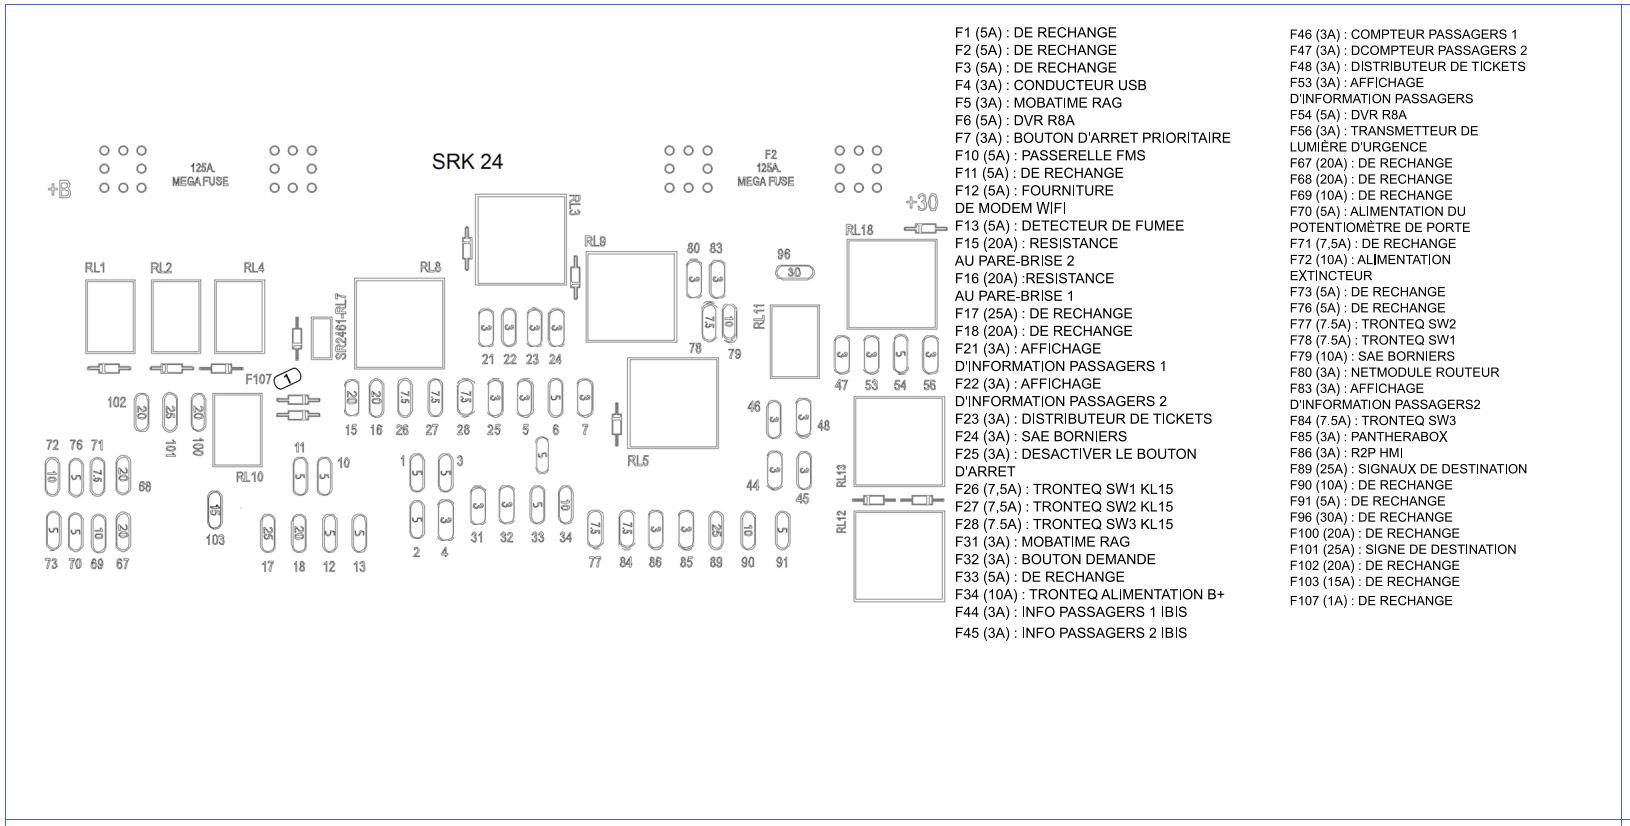 SRK 24
+B
125A.
MEGA FUSE
F2
125A.
MEGA FUSE
+30
RL3
RL18
RL9
80 83
3 3
96
30
RL1 RL2 RL4 RL8
SR2461-RL7
RL11
7.5 10
78 79
3 3 3 3
21 22 23 24
3 3 5 3
47 53 54 56
F107 1
102
20 25 20
101 100
20 20 7.5 7.5 7.5 3 3 5 3
15 16 26 27 28 25 5 6 7
46 3 3 48
RL10
RL5
72 76 71
10 5 7.5 20 68
11 10
5 5
1 3
5 5
5
44 3 3 45
RL13
15
103
5 5 10 20
73 70 69 67
25 20 5 5
17 18 12 13
5 3
2 4
3 3 5 10
31 32 33 34
7.5 7.5 3 3 25 10 5
77 84 86 85 89 90 91
RL12
F1 (5A) : DE RECHANGE
F2 (5A) : DE RECHANGE
F3 (5A) : DE RECHANGE
F4 (3A) : CONDUCTEUR USB
F5 (3A) : MOBATIME RAG
F6 (5A) : DVR R8A
F7 (3A) : BOUTON D'ARRET PRIORITAIRE
F10 (5A) : PASSERELLE FMS
F11 (5A) : DE RECHANGE
F12 (5A) : FOURNITURE
DE MODEM WIFI
F13 (5A) : DETECTEUR DE FUMEE
F15 (20A) : RESISTANCE
AU PARE-BRISE 2
F16 (20A) :RESISTANCE
AU PARE-BRISE 1
F17 (25A) : DE RECHANGE
F18 (20A) : DE RECHANGE
F21 (3A) : AFFICHAGE
D'INFORMATION PASSAGERS 1
F22 (3A) : AFFICHAGE
D'INFORMATION PASSAGERS 2
F23 (3A) : DISTRIBUTEUR DE TICKETS
F24 (3A) : SAE BORNIERS
F25 (3A) : DESACTIVER LE BOUTON
D'ARRET
F26 (7,5A) : TRONTEQ SW1 KL15
F27 (7,5A) : TRONTEQ SW2 KL15
F28 (7.5A) : TRONTEQ SW3 KL15
F31 (3A) : MOBATIME RAG
F32 (3A) : BOUTON DEMANDE
F33 (5A) : DE RECHANGE
F34 (10A) : TRONTEQ ALIMENTATION B+
F44 (3A) : INFO PASSAGERS 1 IBIS
F45 (3A) : INFO PASSAGERS 2 IBIS
F46 (3A) : COMPTEUR PASSAGERS 1
F47 (3A) : DCOMPTEUR PASSAGERS 2
F48 (3A) : DISTRIBUTEUR DE TICKETS
F53 (3A) : AFFICHAGE
D'INFORMATION PASSAGERS
F54 (5A) : DVR R8A
F56 (3A) : TRANSMETTEUR DE
LUMIÈRE D'URGENCE
F67 (20A) : DE RECHANGE
F68 (20A) : DE RECHANGE
F69 (10A) : DE RECHANGE
F70 (5A) : ALIMENTATION DU
POTENTIOMÈTRE DE PORTE
F71 (7,5A) : DE RECHANGE
F72 (10A) : ALIMENTATION
EXTINCTEUR
F73 (5A) : DE RECHANGE
F76 (5A) : DE RECHANGE
F77 (7.5A) : TRONTEQ SW2
F78 (7.5A) : TRONTEQ SW1
F79 (10A) : SAE BORNIERS
F80 (3A) : NETMODULE ROUTEUR
F83 (3A) : AFFICHAGE
D'INFORMATION PASSAGERS2
F84 (7.5A) : TRONTEQ SW3
F85 (3A) : PANTHERABOX
F86 (3A) : R2P HMI
F89 (25A) : SIGNAUX DE DESTINATION
F90 (10A) : DE RECHANGE
F91 (5A) : DE RECHANGE
F96 (30A) : DE RECHANGE
F100 (20A) : DE RECHANGE
F101 (25A) : SIGNE DE DESTINATION
F102 (20A) : DE RECHANGE
F103 (15A) : DE RECHANGE
F107 (1A) : DE RECHANGE